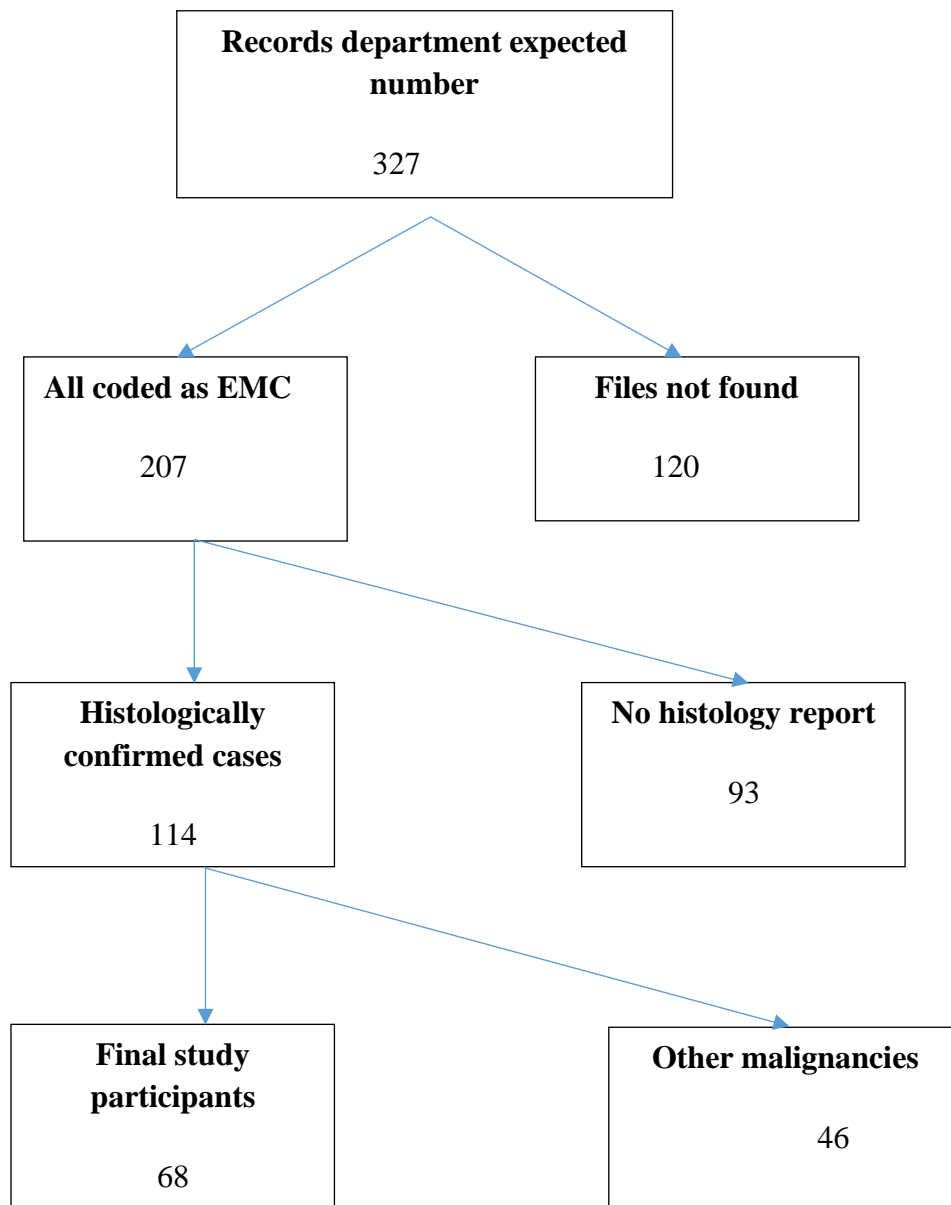 Records department expected
number
327
All coded as EMC
207
Files not found
120
Histologically
confirmed cases
114
No histology report
93
Final study
participants
68
Other malignancies
46